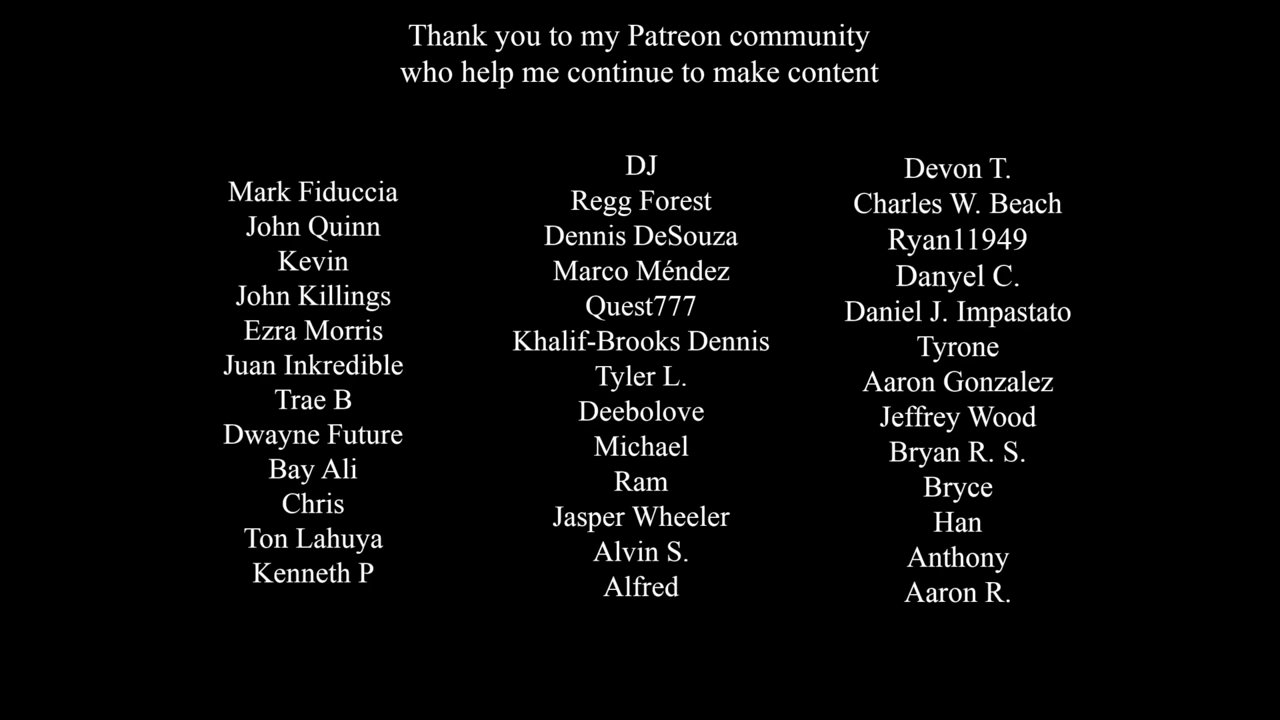 Thank you to my Patreon community
who help me continue to make content
Mark Fiduccia
John Quinn
Kevin
John Killings
Ezra Morris
Juan Inkredible
Trae B
Dwayne Future
Bay Ali
Chris
Ton Lahuya
Kenneth P
DJ
Regg Forest
Dennis DeSouza
Marco Méndez
Quest777
Khalif-Brooks Dennis
Tyler L.
Deebolove
Michael
Ram
Jasper Wheeler
Alvin S.
Alfred
Devon T.
Charles W. Beach
Ryan11949
Danyel C.
Daniel J. Impastato
Tyrone
Aaron Gonzalez
Jeffrey Wood
Bryan R. S.
Bryce
Han
Anthony
Aaron R.